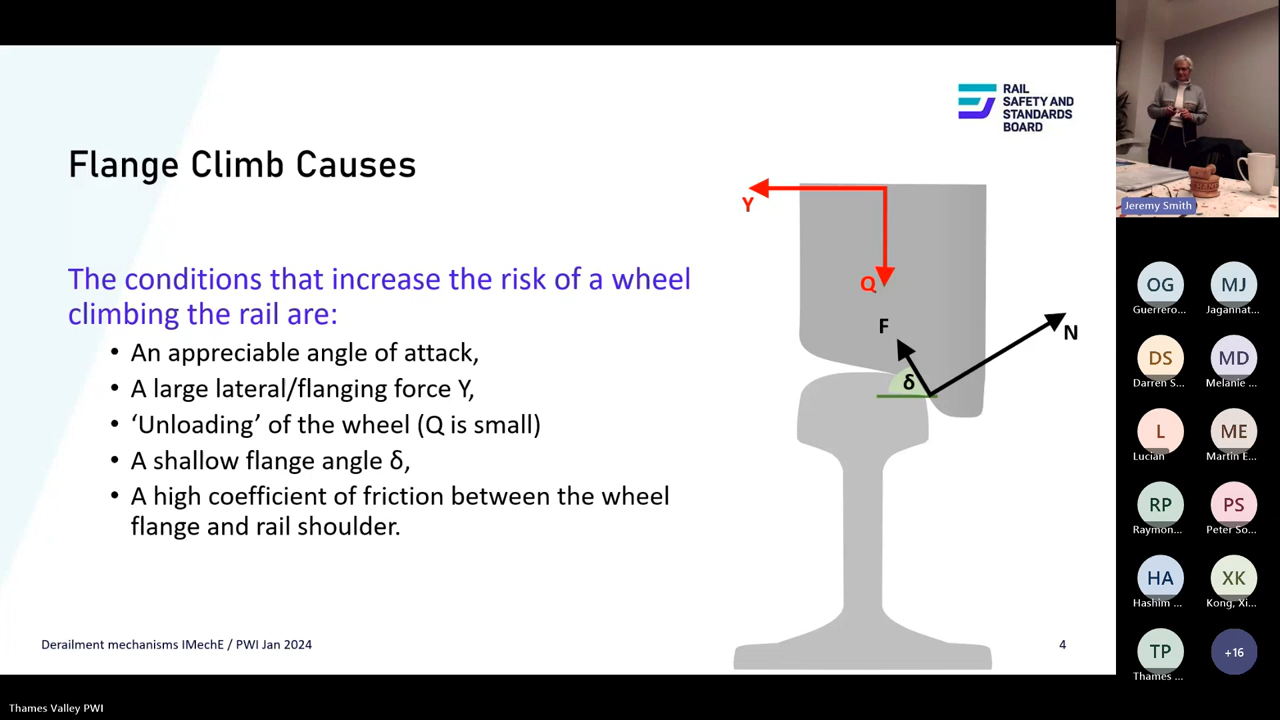 RAIL
SAFETY AND
STANDARDS
BOARD
Flange Climb Causes
The conditions that increase the risk of a wheel
climbing the rail are:
• An appreciable angle of attack,
• A large lateral/flanging force Y,
• ‘Unloading’ of the wheel (Q is small)
• A shallow flange angle δ,
• A high coefficient of friction between the wheel
flange and rail shoulder.
Y
Q
F
N
δ
Derailment mechanisms IMechE / PWI Jan 2024
4
Jeremy Smith
OG
Guerrero...
MJ
Jagannat...
DS
Darren S...
MD
Melanie ...
L
Lucian
ME
Martin E...
RP
Raymon...
PS
Peter So...
HA
Hashim ...
XK
Kong, Xi...
TP
Thames ...
+16
Thames Valley PWI